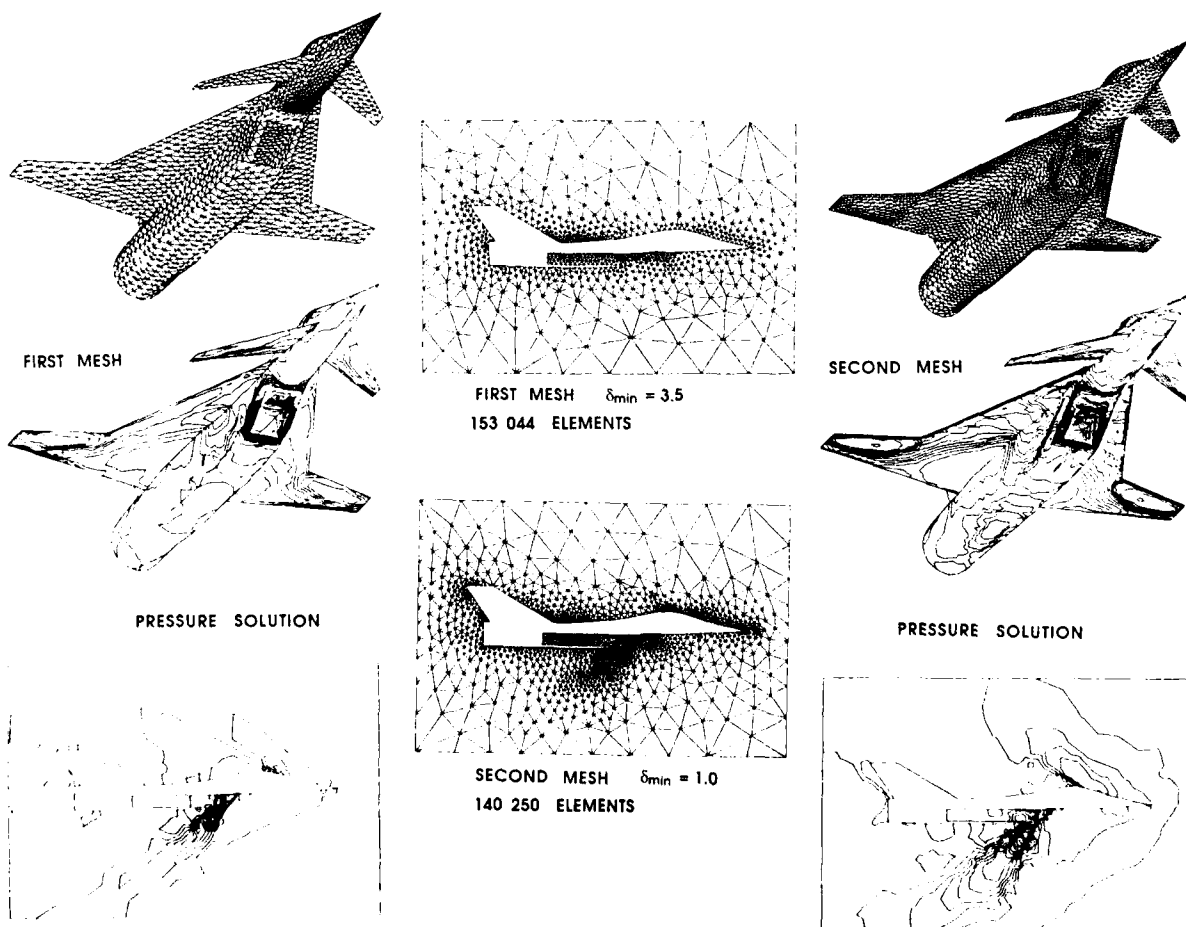 FIRST MESH
PRESSURE SOLUTION
FIRST MESH δmin = 3.5
153 044 ELEMENTS
SECOND MESH δmin = 1.0
140 250 ELEMENTS
SECOND MESH
PRESSURE SOLUTION